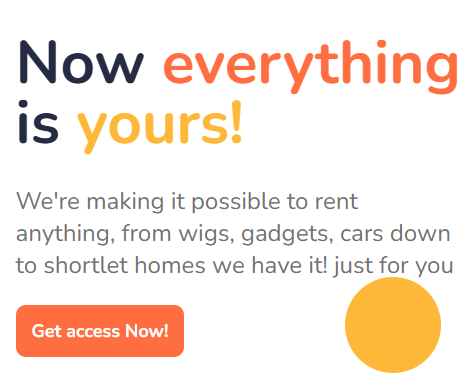 Now everything
is yours!
We're making it possible to rent
anything, from wigs, gadgets, cars down
to shortlet homes we have it! just for you
Get access Now!